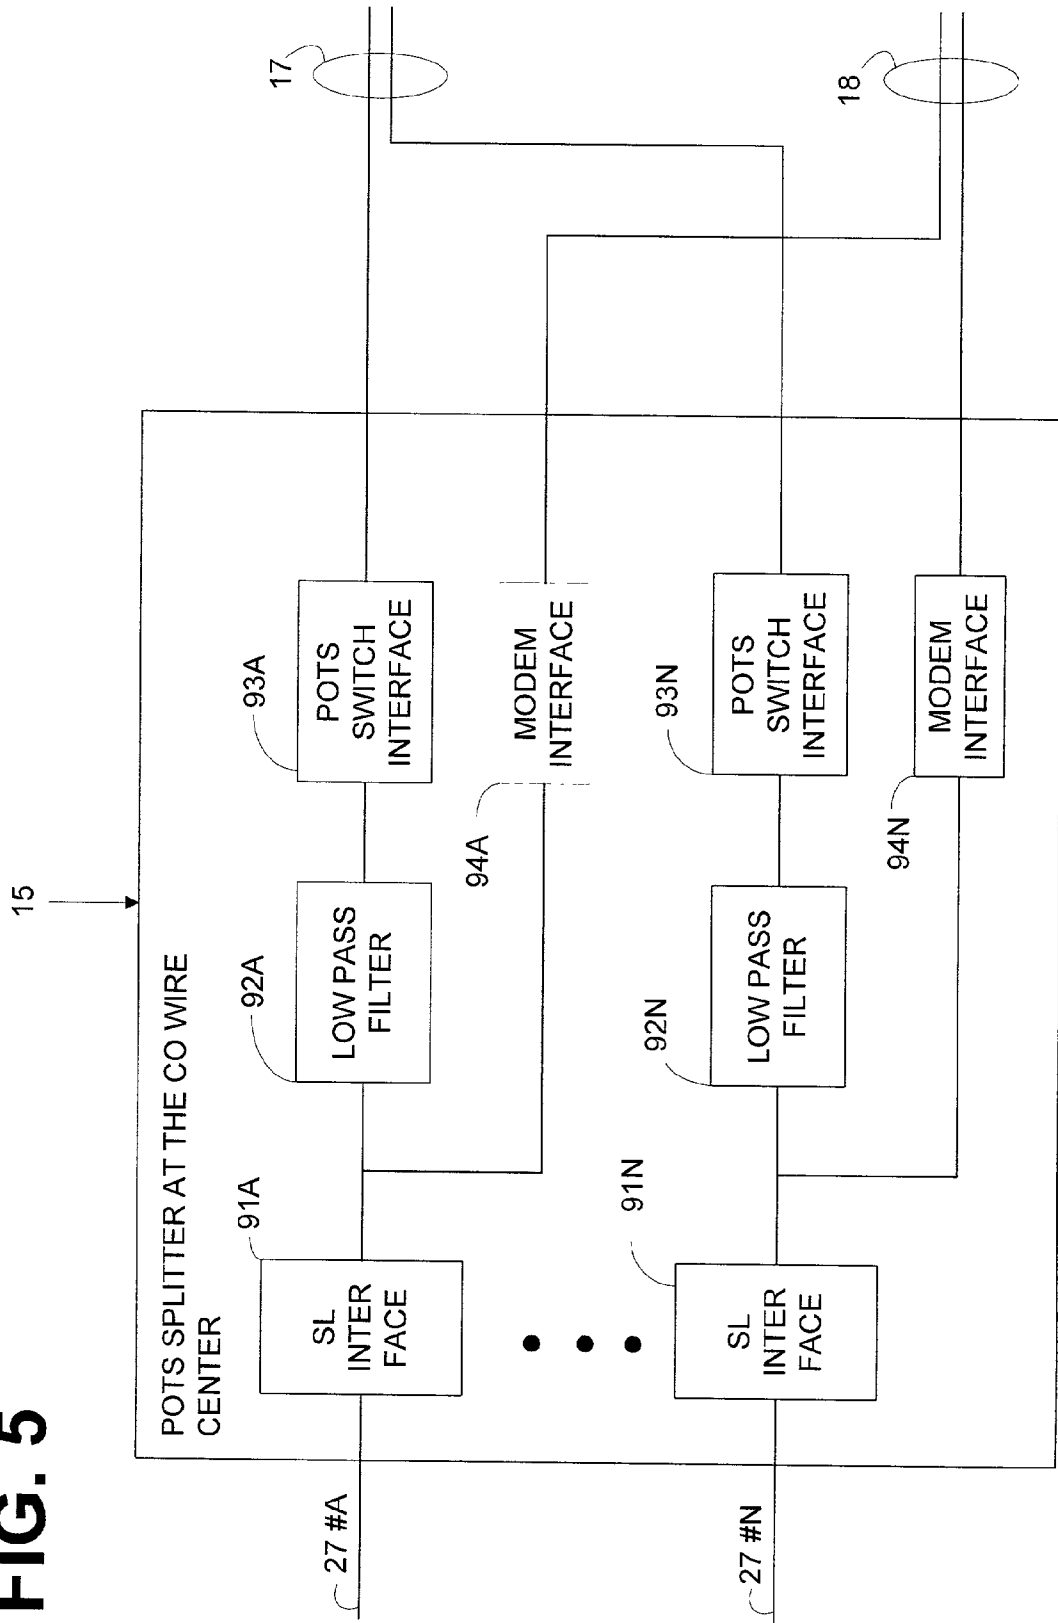 FIG. 5
15
POTS SPLITTER AT THE CO WIRE
CENTER
27 #A
91A
SL
INTER
FACE
92A
LOW PASS
FILTER
93A
POTS
SWITCH
INTERFACE
17
94A
MODEM
INTERFACE
27 #N
91N
SL
INTER
FACE
92N
LOW PASS
FILTER
93N
POTS
SWITCH
INTERFACE
94N
MODEM
INTERFACE
18